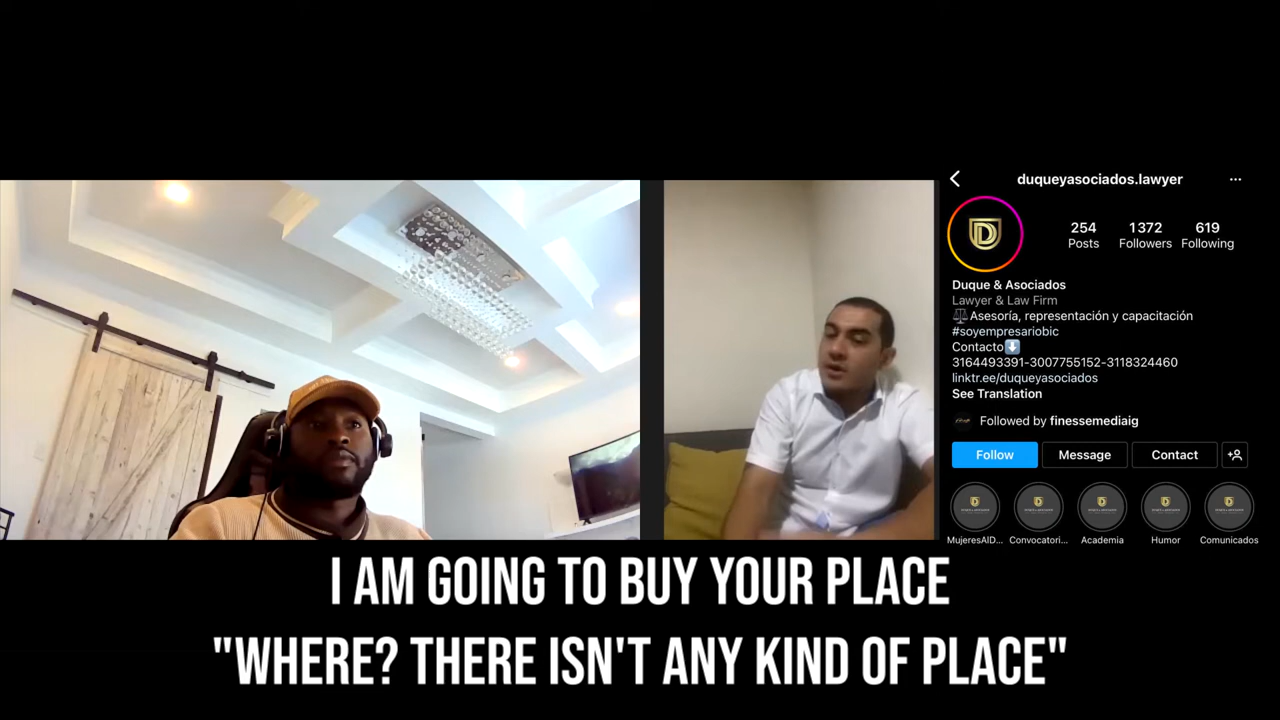 duqueyasociados.lawyer
254 1372 619
Posts Followers Following
Duque & Asociados
Lawyer & Law Firm
⚖️Asesoría, representación y capacitación
#soyempresariobic
Contacto⬇️
3164493391-3007755152-3118324460
linktr.ee/duqueyasociados
See Translation
Followed by finessemediaig
Follow Message Contact
MujeresAlD... Convocatori... Academia Humor Comunicados
I AM GOING TO BUY YOUR PLACE
"WHERE? THERE ISN'T ANY KIND OF PLACE"